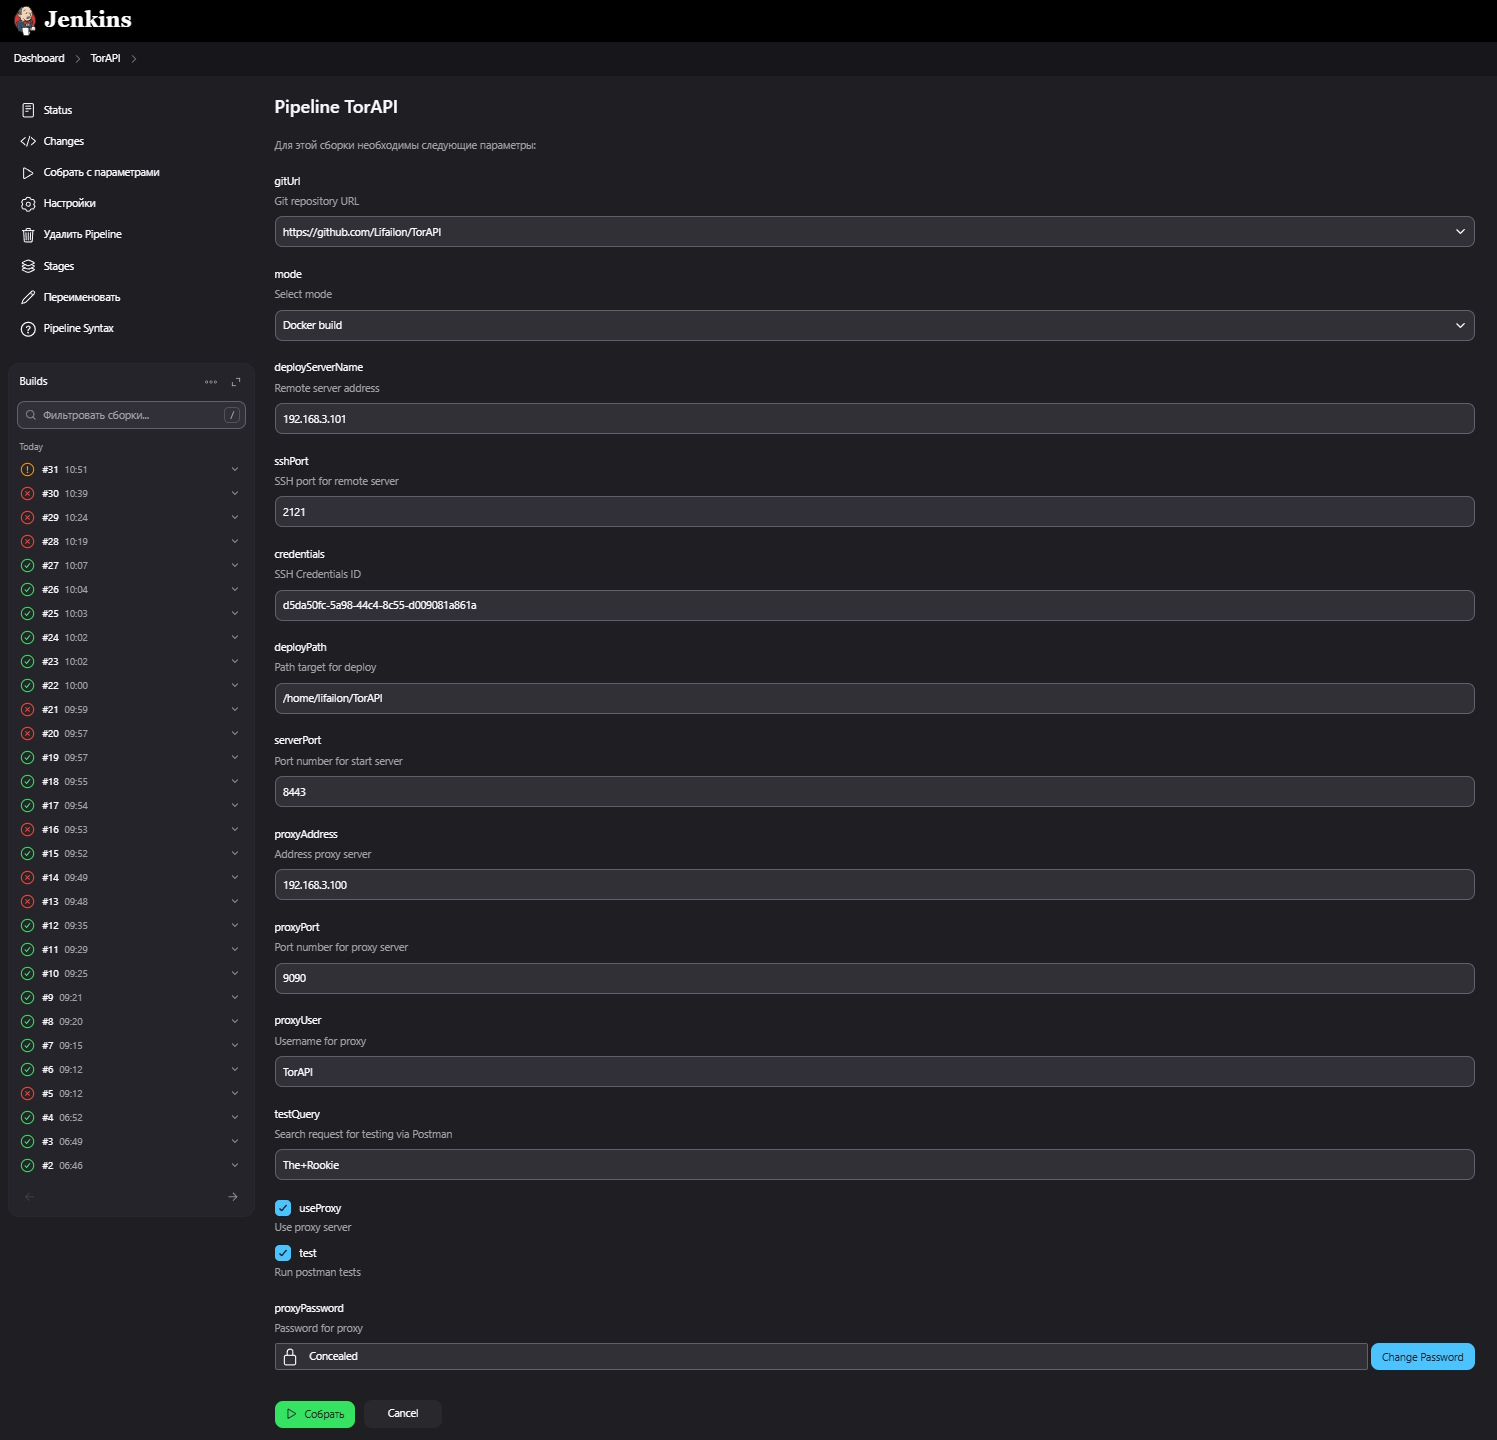 Jenkins
Dashboard
TorAPI
Status
Changes
Собрать с параметрами
Настройки
Удалить Pipeline
Stages
Переименовать
Pipeline Syntax
Builds
Фильтровать сборки...
/
Today
#31 10:51
#30 10:39
#29 10:24
#28 10:19
#27 10:07
#26 10:04
#25 10:03
#24 10:02
#23 10:02
#22 10:00
#21 09:59
#20 09:57
#19 09:57
#18 09:55
#17 09:54
#16 09:53
#15 09:52
#14 09:49
#13 09:48
#12 09:35
#11 09:29
#10 09:25
#9 09:21
#8 09:20
#7 09:15
#6 09:12
#5 09:12
#4 06:52
#3 06:49
#2 06:46
Pipeline TorAPI
Для этой сборки необходимы следующие параметры:
gitUrl
Git repository URL
https://github.com/Lifailon/TorAPI
mode
Select mode
Docker build
deployServerName
Remote server address
192.168.3.101
sshPort
SSH port for remote server
2121
credentials
SSH Credentials ID
d5da50fc-5a98-44c4-8c55-d009081a861a
deployPath
Path target for deploy
/home/lifailon/TorAPI
serverPort
Port number for start server
8443
proxyAddress
Address proxy server
192.168.3.100
proxyPort
Port number for proxy server
9090
proxyUser
Username for proxy
TorAPI
testQuery
Search request for testing via Postman
The+Rookie
useProxy
Use proxy server
test
Run postman tests
proxyPassword
Password for proxy
Concealed
Change Password
Собрать
Cancel